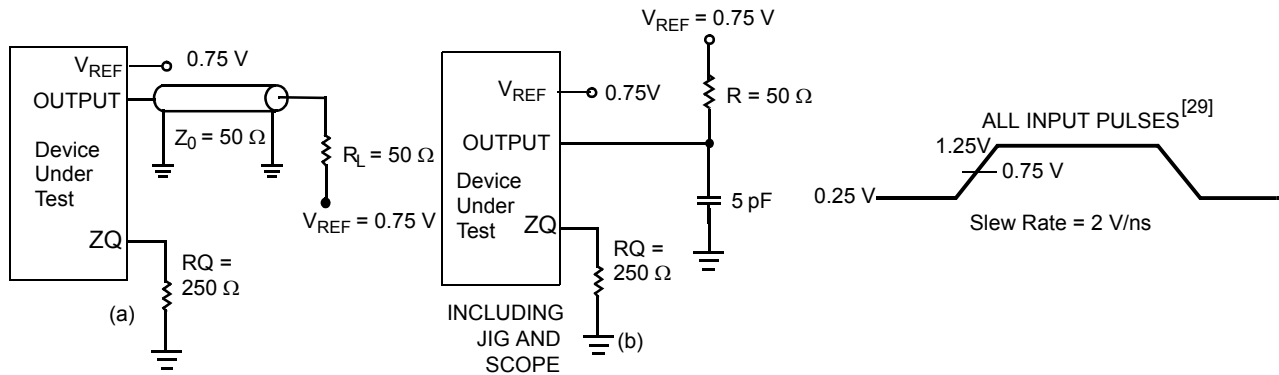 V_REF 0.75 V
OUTPUT
Z0 = 50 Ω
Device
Under
Test
R_L = 50 Ω
V_REF = 0.75 V
ZQ
RQ =
250 Ω
(a)
V_REF = 0.75 V
R = 50 Ω
V_REF 0.75V
OUTPUT
Device
Under
Test
5 pF
ZQ
RQ =
250 Ω
INCLUDING
JIG AND
SCOPE
(b)
ALL INPUT PULSES[29]
1.25V
0.75 V
0.25 V
Slew Rate = 2 V/ns